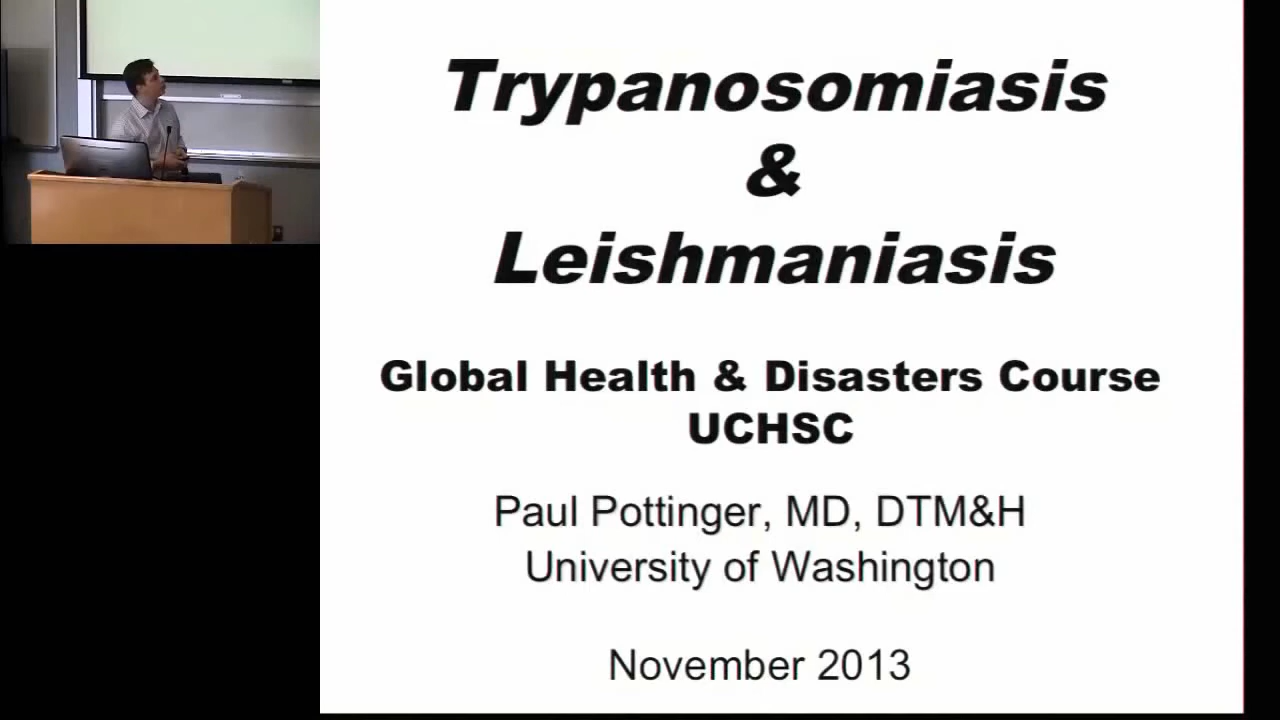 Trypanosomiasis
&
Leishmaniasis
Global Health & Disasters Course
UCHSC
Paul Pottinger, MD, DTM&H
University of Washington
November 2013